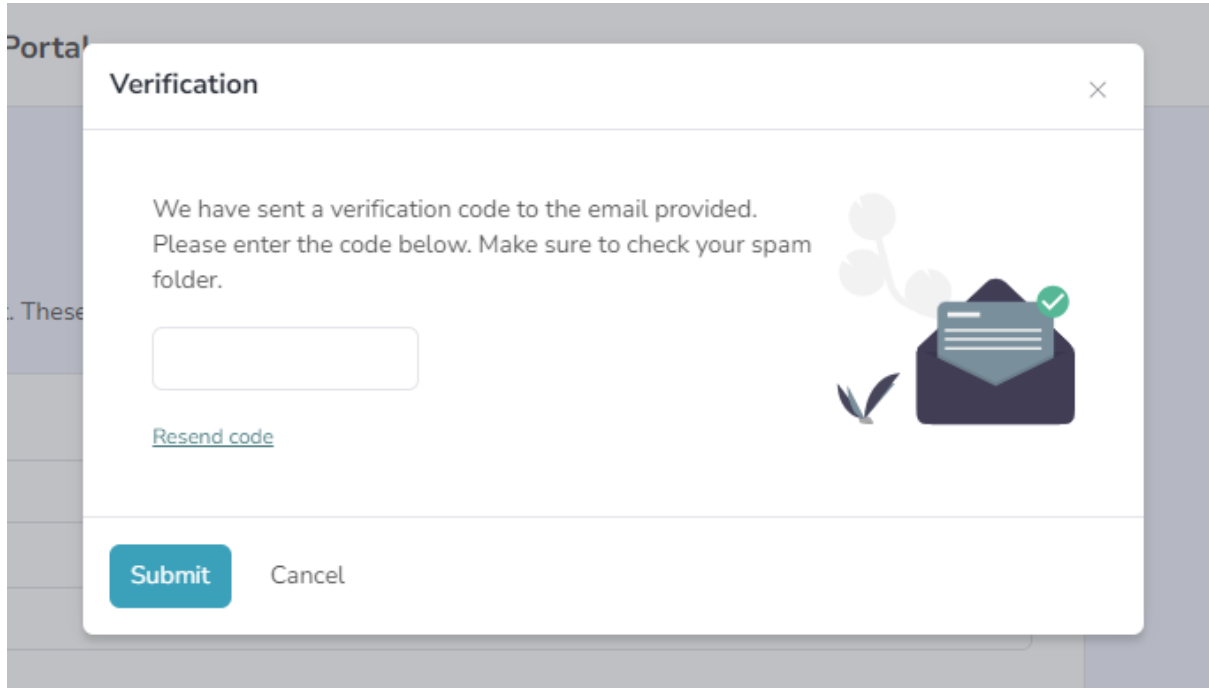 Portal
Verification
We have sent a verification code to the email provided.
Please enter the code below. Make sure to check your spam
folder.
. These
Resend code
Submit
Cancel